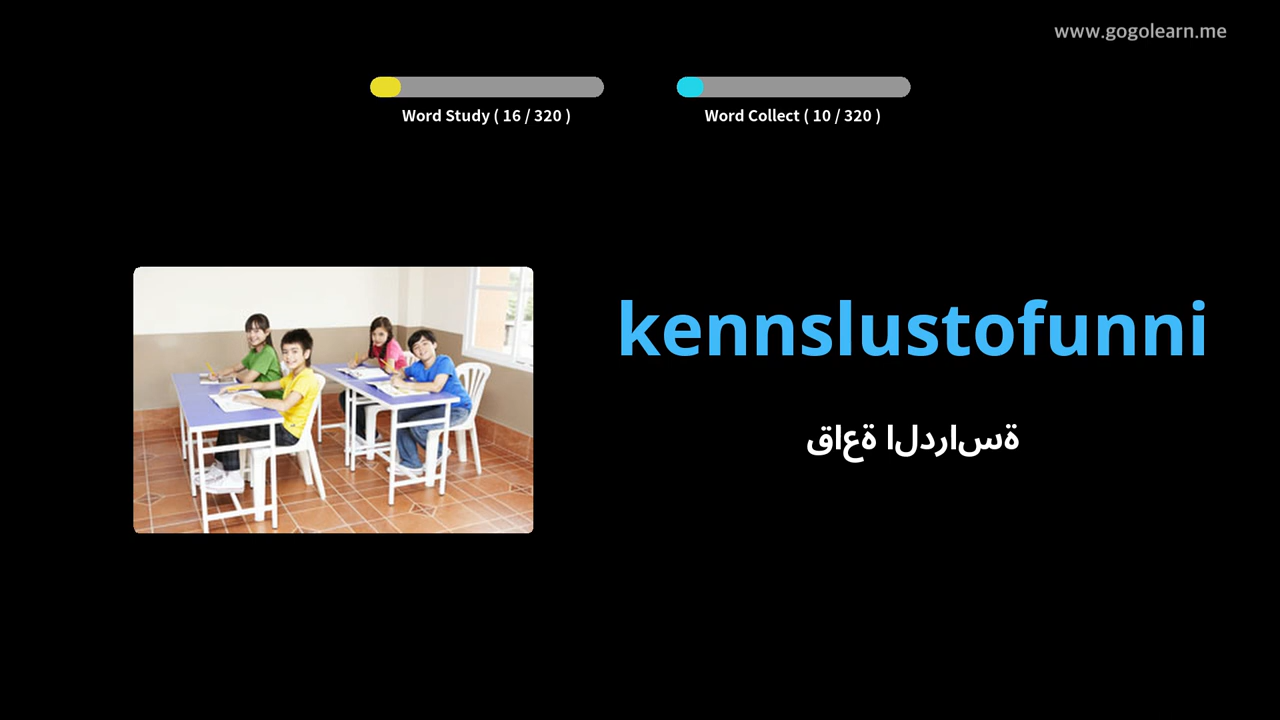 www.gogolearn.me
Word Study ( 16 / 320 )
Word Collect ( 10 / 320 )
kennslustofunni
قاعة الدراسة